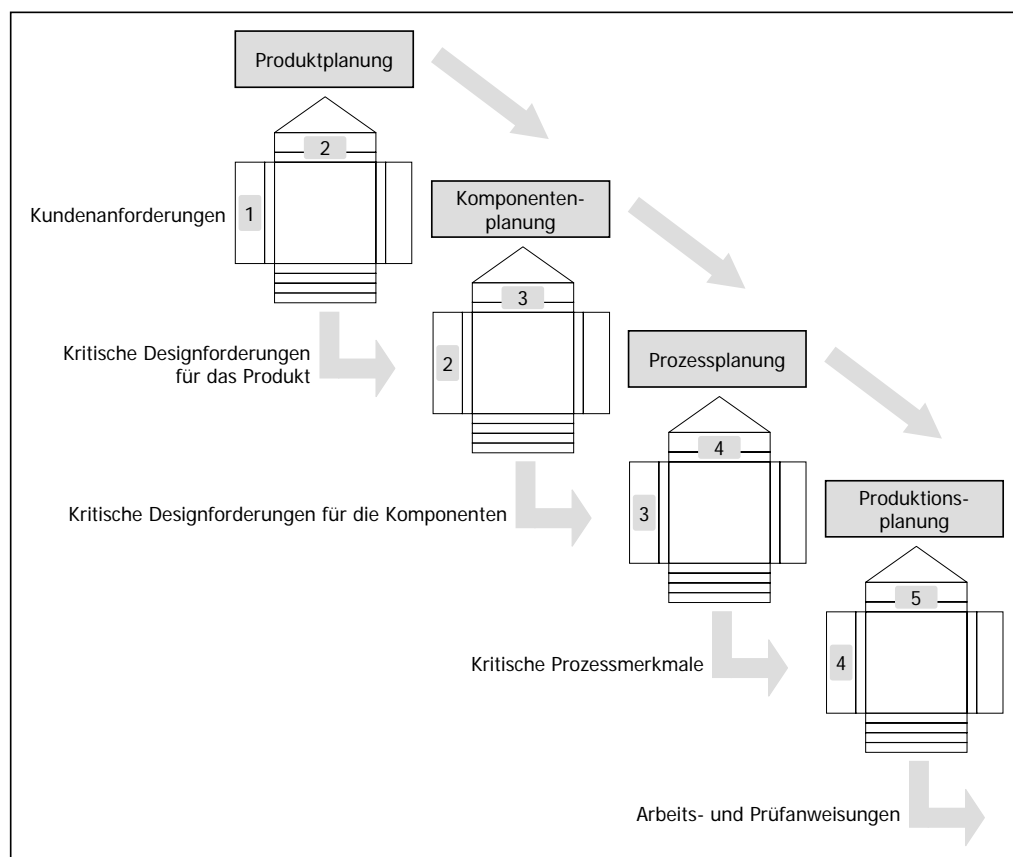 Produktplanung
2
1
Kundenanforderungen
Komponenten-
planung
3
2
Kritische Designforderungen
für das Produkt
Prozessplanung
4
3
Kritische Designforderungen für die Komponenten
Produktions-
planung
5
4
Kritische Prozessmerkmale
Arbeits- und Prüfanweisungen